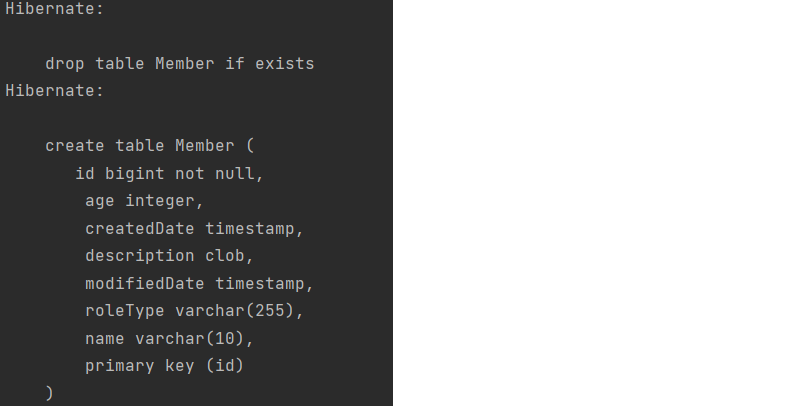 Hibernate:
drop table Member if exists
Hibernate:
create table Member (
id bigint not null,
age integer,
createdDate timestamp,
description clob,
modifiedDate timestamp,
roleType varchar(255),
name varchar(10),
primary key (id)
)